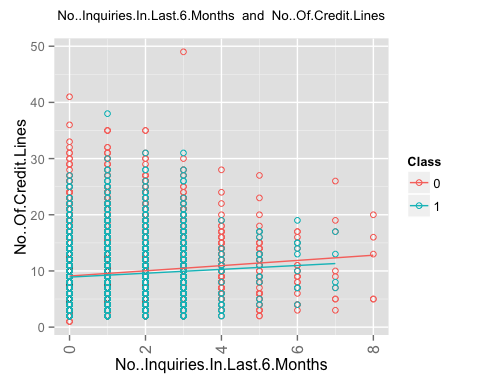 No..Inquiries.In.Last.6.Months and No..Of.Credit.Lines
50
40
30
20
10
0
No..Of.Credit.Lines
0 2 4 6 8
No..Inquiries.In.Last.6.Months
Class
0
1